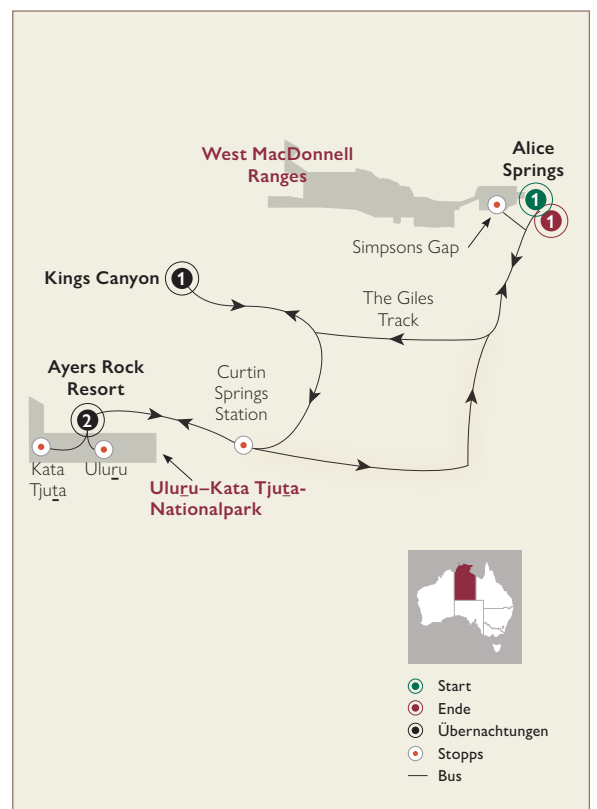 West MacDonnell
Ranges
Alice
Springs
1
1
Simpsons Gap
Kings Canyon
1
The Giles
Track
Ayers Rock
Resort
2
Curtin
Springs
Station
Kata
Tjuṯa
Uluṟu
Uluṟu–Kata Tjuṯa-
Nationalpark
Start
Ende
Übernachtungen
Stopps
Bus